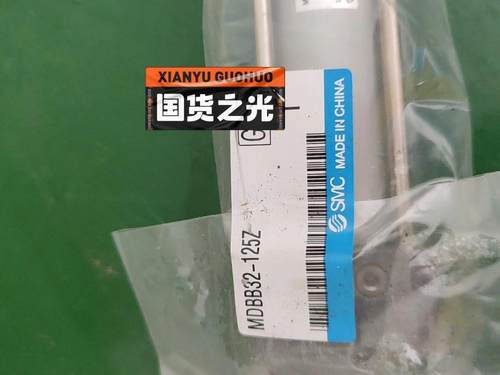 XIANYU GUOHUO
国货之光
MDBB32-125Z
SMC MADE IN CHINA